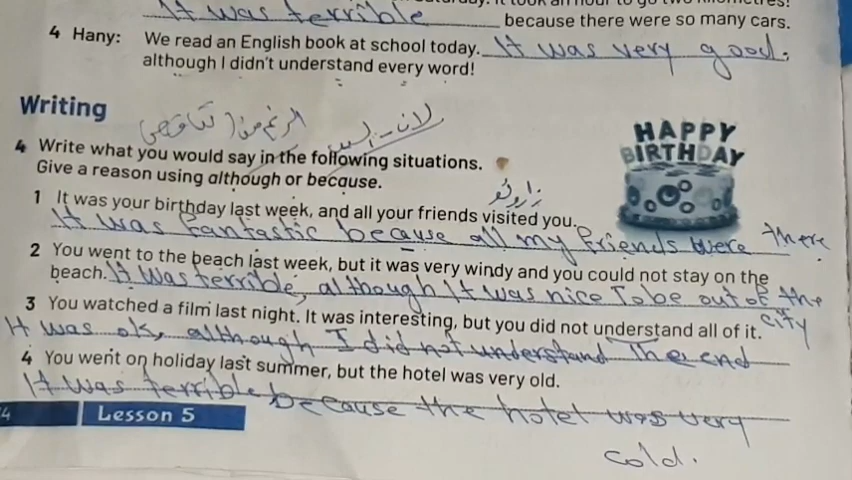 It was terrible because there were so many cars.
4 Hany: We read an English book at school today. It was very good,
although I didn't understand every word!
Writing
لان - الرغم من
HAPPY
BIRTHDAY
4 Write what you would say in the following situations.
Give a reason using although or because.
زاروك
1 It was your birthday last week, and all your friends visited you.
It was fantastic because all my friends were there
2 You went to the beach last week, but it was very windy and you could not stay on the
beach. It was terrible, although It was nice To be out of the
city
3 You watched a film last night. It was interesting, but you did not understand all of it.
It was ok, although I did not understand The end
4 You went on holiday last summer, but the hotel was very old.
It was terrible because the hotel was very
cold.
4 Lesson 5